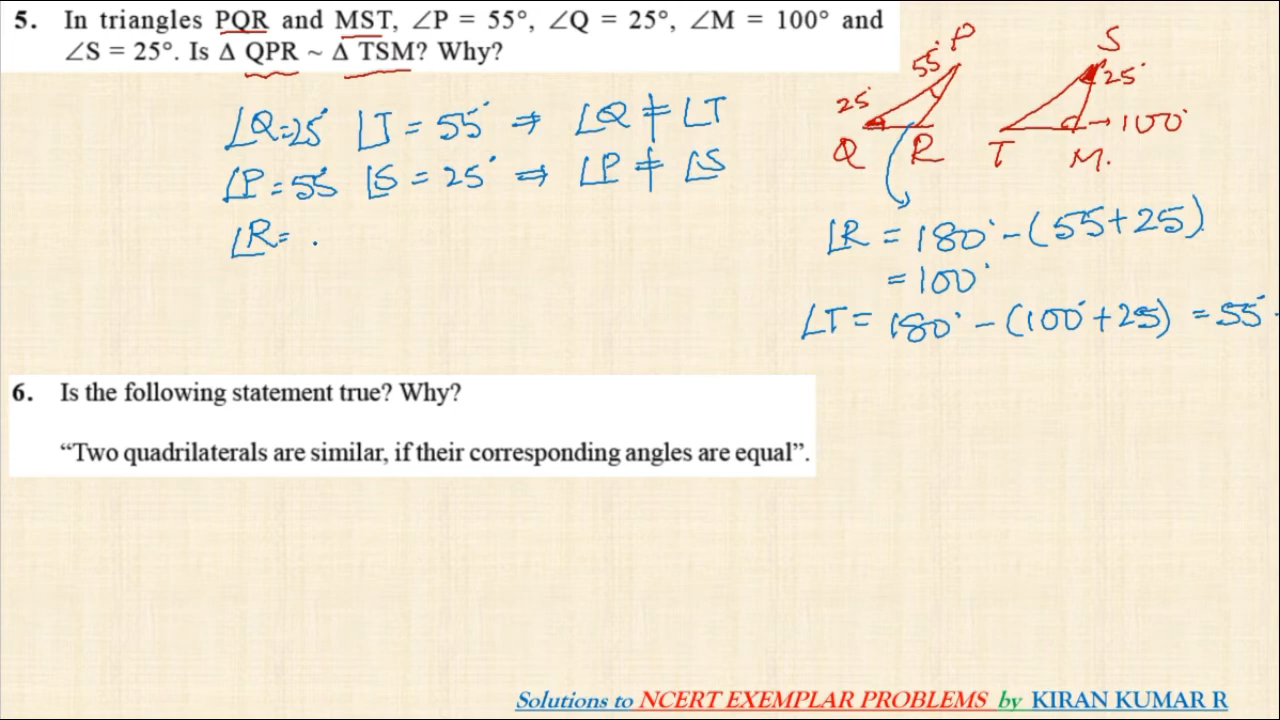 5. In triangles PQR and MST, ∠P = 55°, ∠Q = 25°, ∠M = 100° and
∠S = 25°. Is Δ QPR ~ Δ TSM? Why?
∠Q=25° ∠T = 55° ⇒ ∠Q ≠ ∠T
∠P = 55° ∠S = 25° ⇒ ∠P ≠ ∠S
∠R = .
P
55°
25°
Q
R
S
25°
100°
T
M.
∠R = 180° - (55+25)
= 100°
∠T = 180° - (100°+25) = 55°
6. Is the following statement true? Why?
“Two quadrilaterals are similar, if their corresponding angles are equal”.
Solutions to NCERT EXEMPLAR PROBLEMS by KIRAN KUMAR R